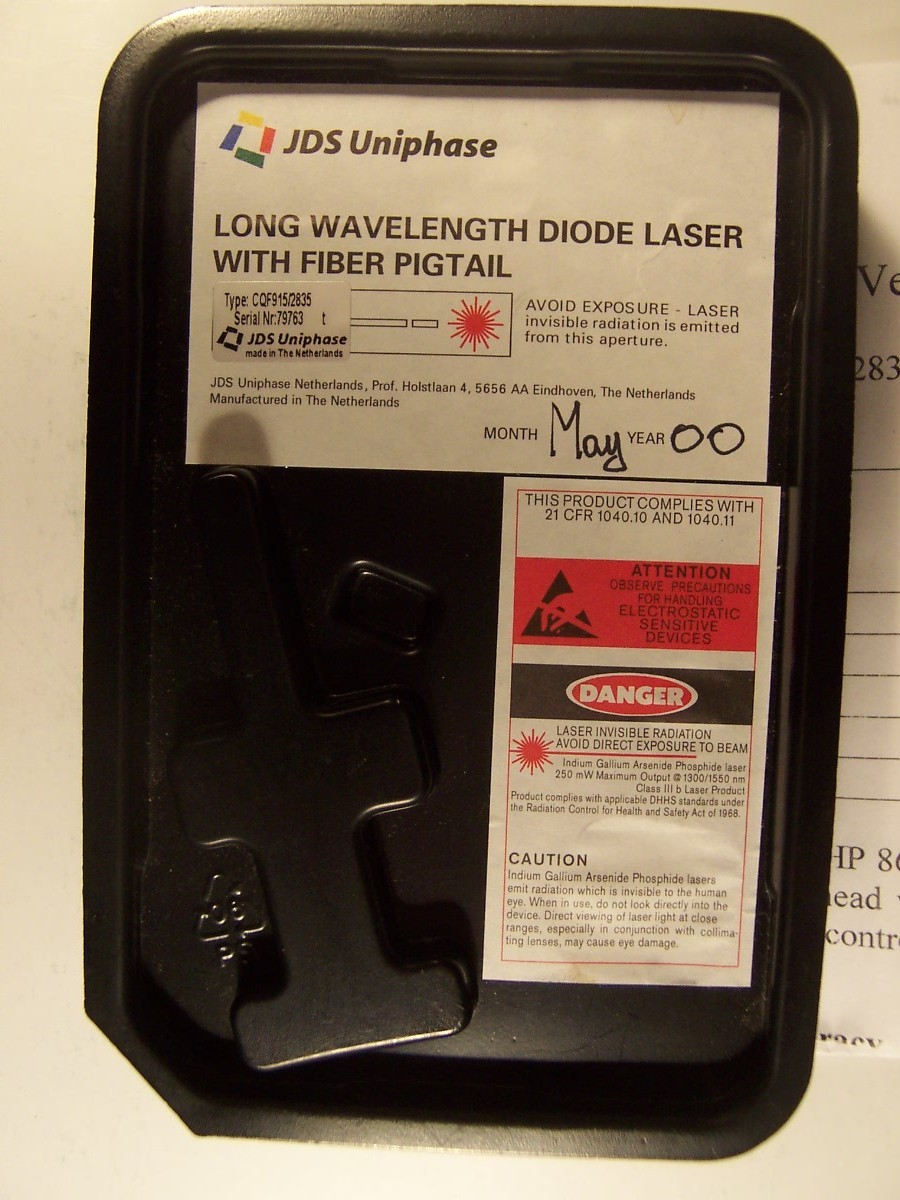 JDS Uniphase
LONG WAVELENGTH DIODE LASER
WITH FIBER PIGTAIL
Type: CQF915/2835
Serial Nr:79763 t
JDS Uniphase
made in The Netherlands
AVOID EXPOSURE - LASER
invisible radiation is emitted
from this aperture.
JDS Uniphase Netherlands, Prof. Holstlaan 4, 5656 AA Eindhoven, The Netherlands
Manufactured in The Netherlands
MONTH May YEAR 00
THIS PRODUCT COMPLIES WITH
21 CFR 1040.10 AND 1040.11
ATTENTION
OBSERVE PRECAUTIONS
FOR HANDLING
ELECTROSTATIC
SENSITIVE
DEVICES
DANGER
LASER INVISIBLE RADIATION
AVOID DIRECT EXPOSURE TO BEAM
Indium Gallium Arsenide Phosphide laser
250 mW Maximum Output @ 1300/1550 nm
Class III b Laser Product
Product complies with applicable DHHS standards under
the Radiation Control for Health and Safety Act of 1968.
CAUTION
Indium Gallium Arsenide Phosphide lasers
emit radiation which is invisible to the human
eye. When in use, do not look directly into the
device. Direct viewing of laser light at close
ranges, especially in conjunction with collima-
ting lenses, may cause eye damage.
06
PS
Ve
283
HP 86
ead
contr
racy